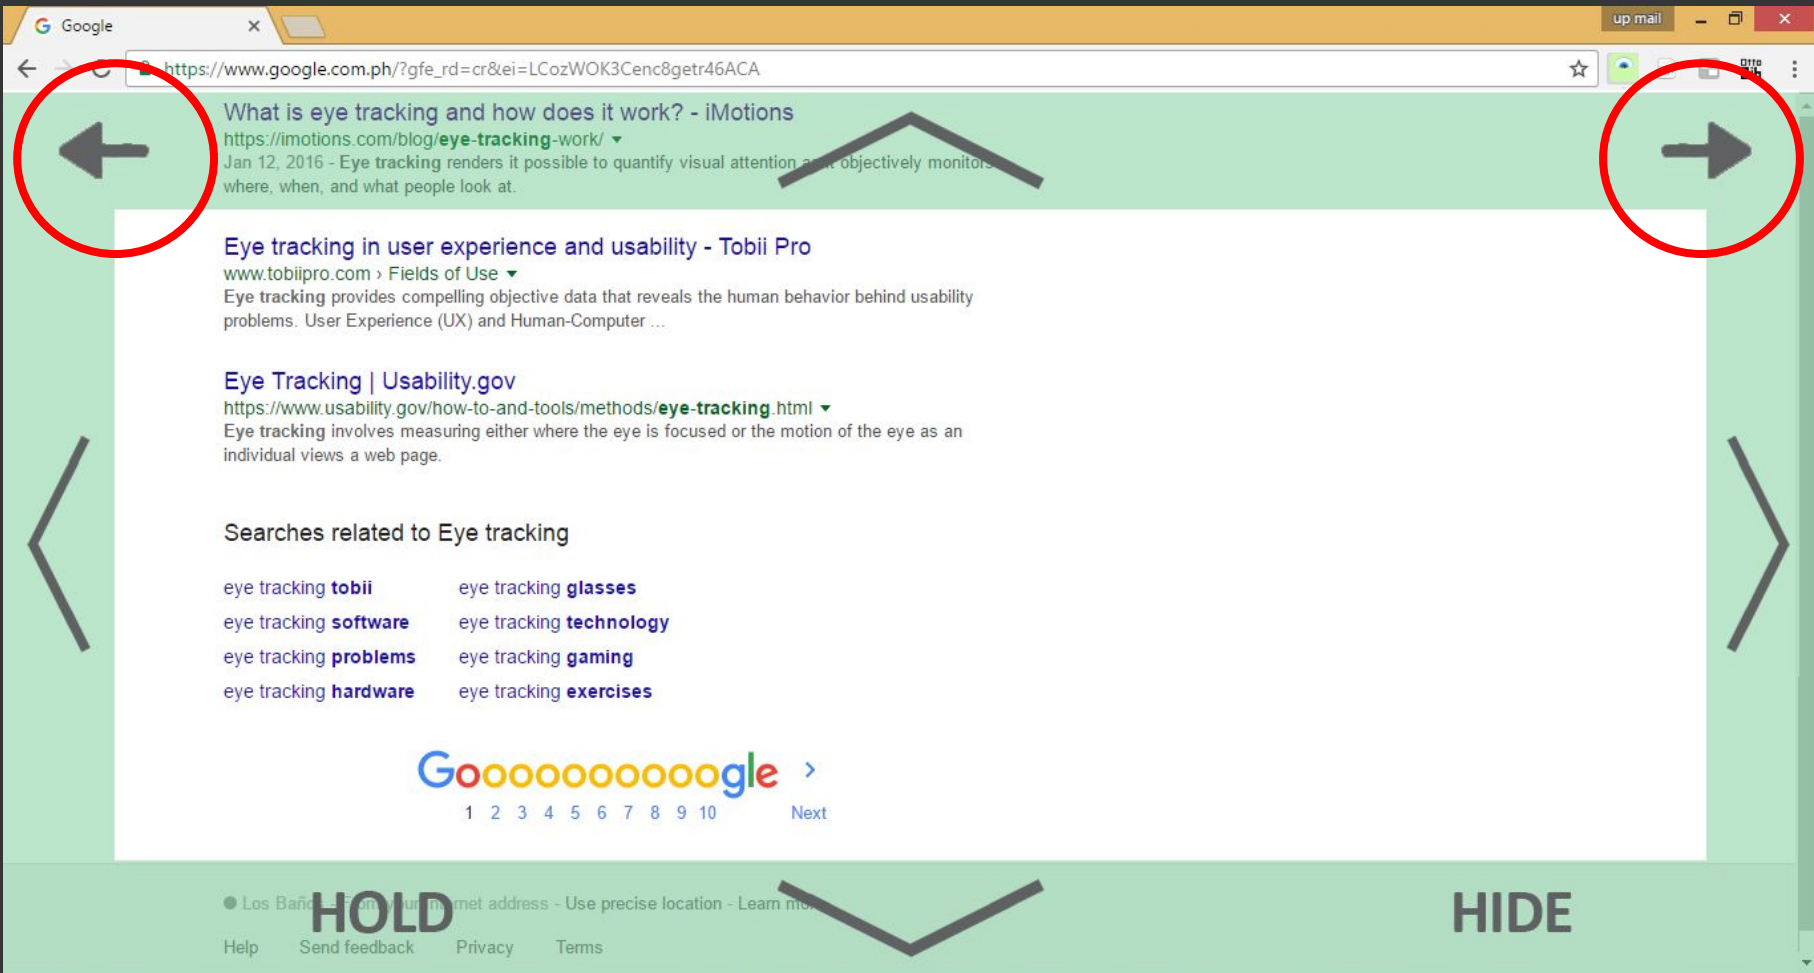 Google
up mail
https://www.google.com.ph/?gfe_rd=cr&ei=LCozWOK3Cenc8getr46ACA
What is eye tracking and how does it work? - iMotions
https://imotions.com/blog/eye-tracking-work/
Jan 12, 2016 - Eye tracking renders it possible to quantify visual attention as it objectively monitors
where, when, and what people look at.
Eye tracking in user experience and usability - Tobii Pro
www.tobiipro.com › Fields of Use
Eye tracking provides compelling objective data that reveals the human behavior behind usability
problems. User Experience (UX) and Human-Computer ...
Eye Tracking | Usability.gov
https://www.usability.gov/how-to-and-tools/methods/eye-tracking.html
Eye tracking involves measuring either where the eye is focused or the motion of the eye as an
individual views a web page.
Searches related to Eye tracking
eye tracking tobii eye tracking glasses
eye tracking software eye tracking technology
eye tracking problems eye tracking gaming
eye tracking hardware eye tracking exercises
Goooooooooogle
1 2 3 4 5 6 7 8 9 10 Next
Los Baños - From your internet address - Use precise location - Learn more
HOLD HIDE
Help Send feedback Privacy Terms